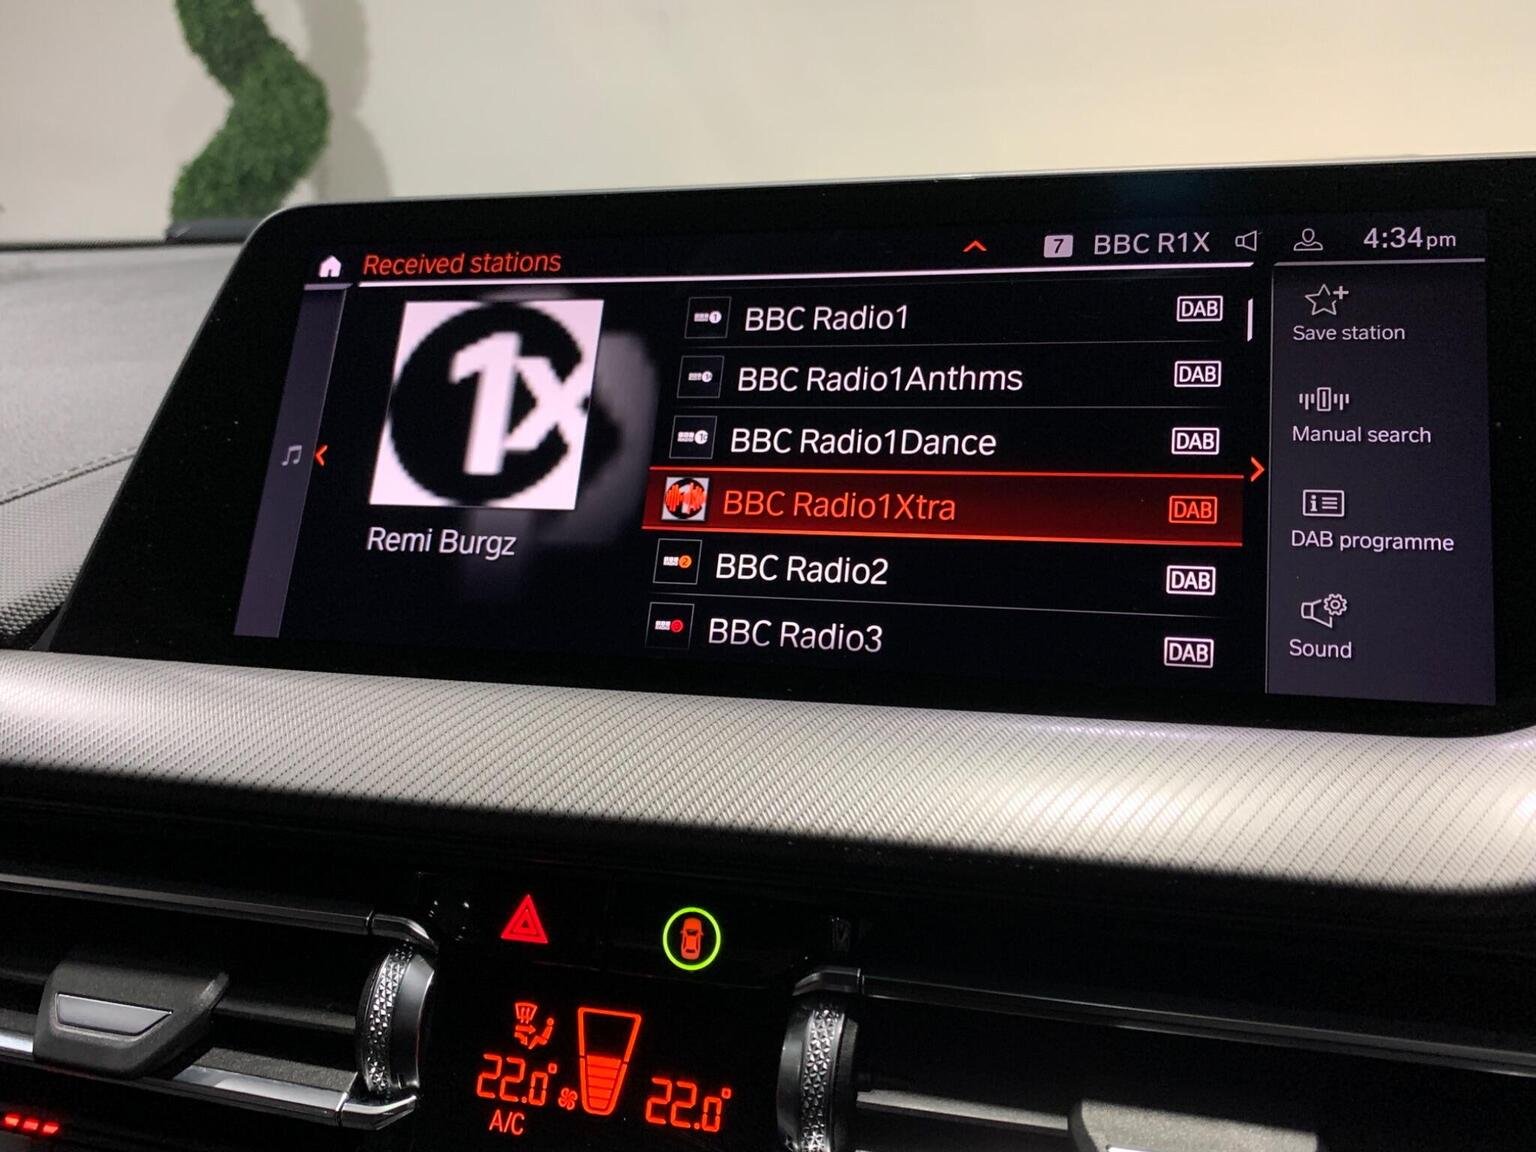 Received stations
7 BBC R1X
4:34pm
1x
Remi Burgz
BBC Radio1 DAB
BBC Radio1Anthms DAB
BBC Radio1Dance DAB
BBC Radio1Xtra DAB
BBC Radio2 DAB
BBC Radio3 DAB
Save station
Manual search
DAB programme
Sound
22.0°
22.0°
A/C